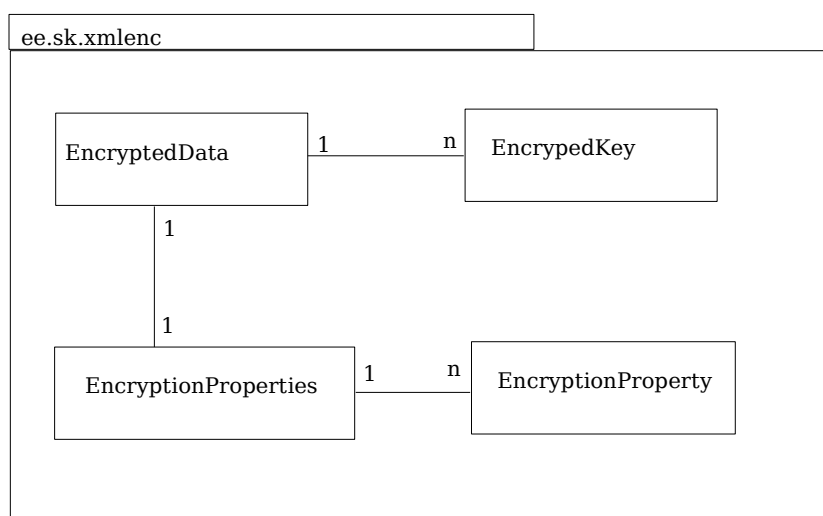 ee.sk.xmlenc
EncryptedData
1
n
EncrypedKey
1
1
EncryptionProperties
1
n
EncryptionProperty